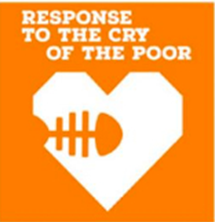 RESPONSE
TO THE CRY
OF THE POOR